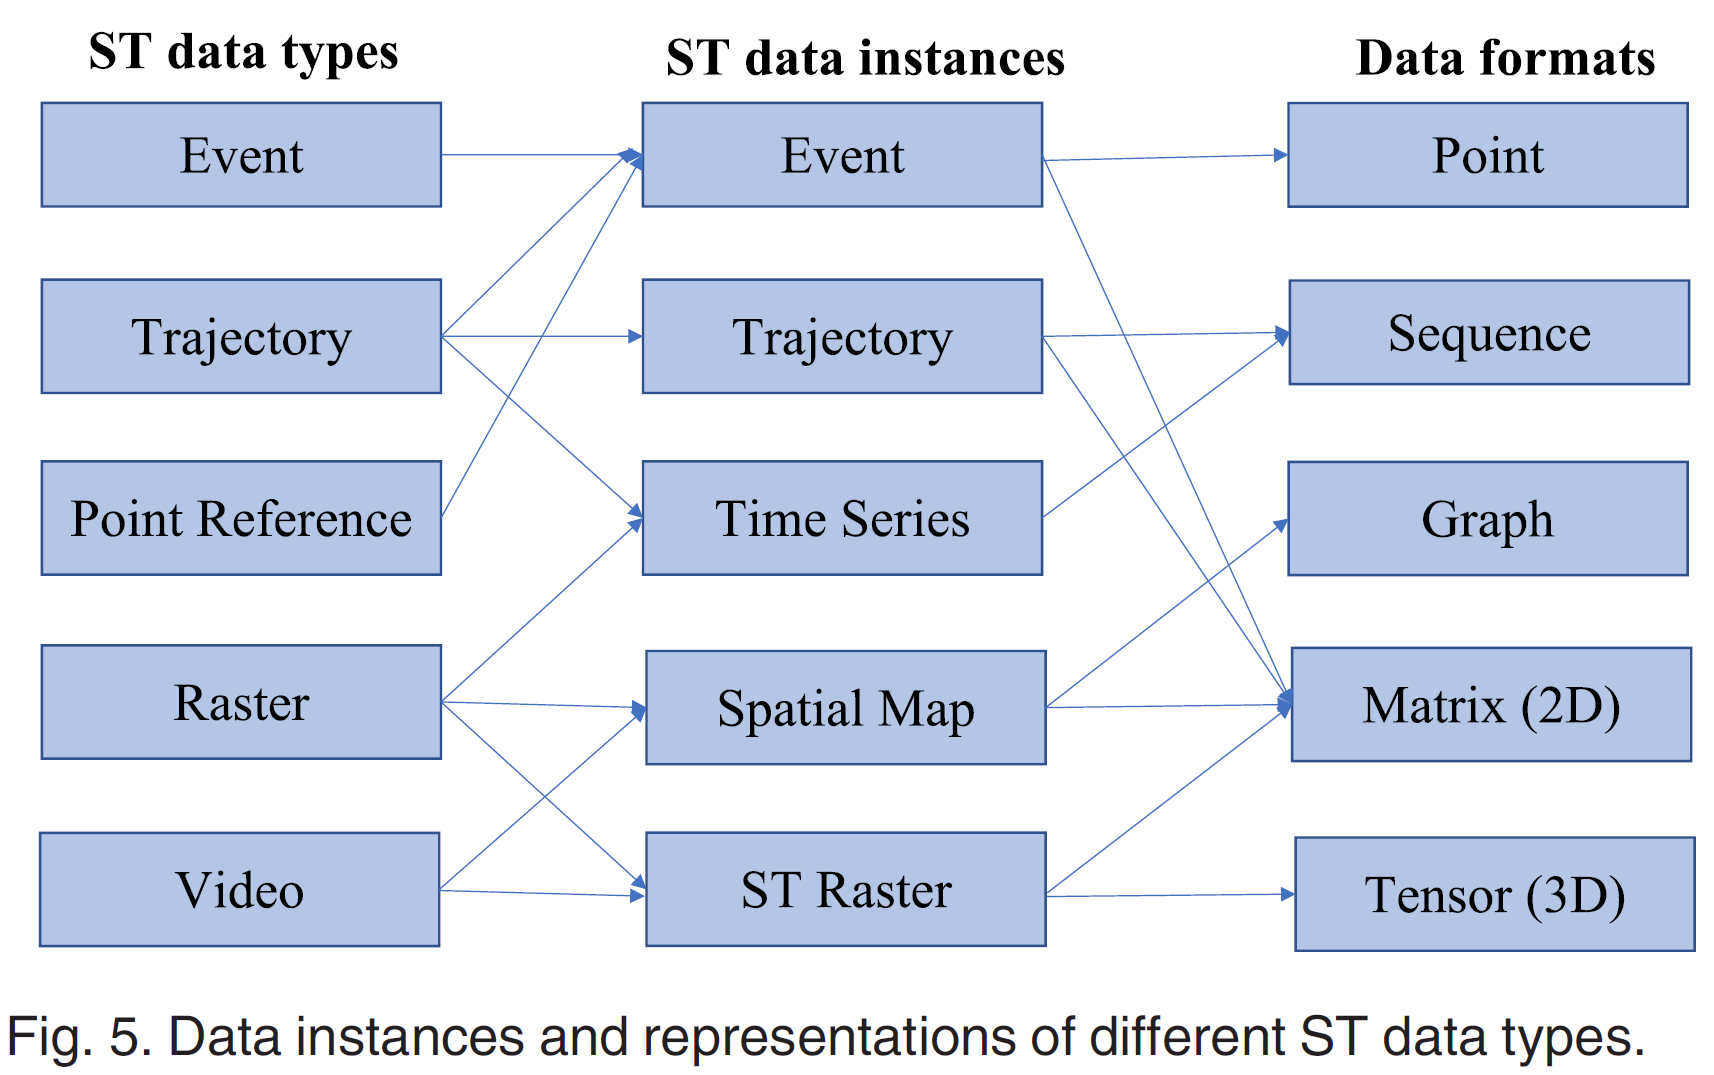 ST data types
ST data instances
Data formats
Event
Event
Point
Trajectory
Trajectory
Sequence
Point Reference
Time Series
Graph
Raster
Spatial Map
Matrix (2D)
Video
ST Raster
Tensor (3D)
Fig. 5. Data instances and representations of different ST data types.